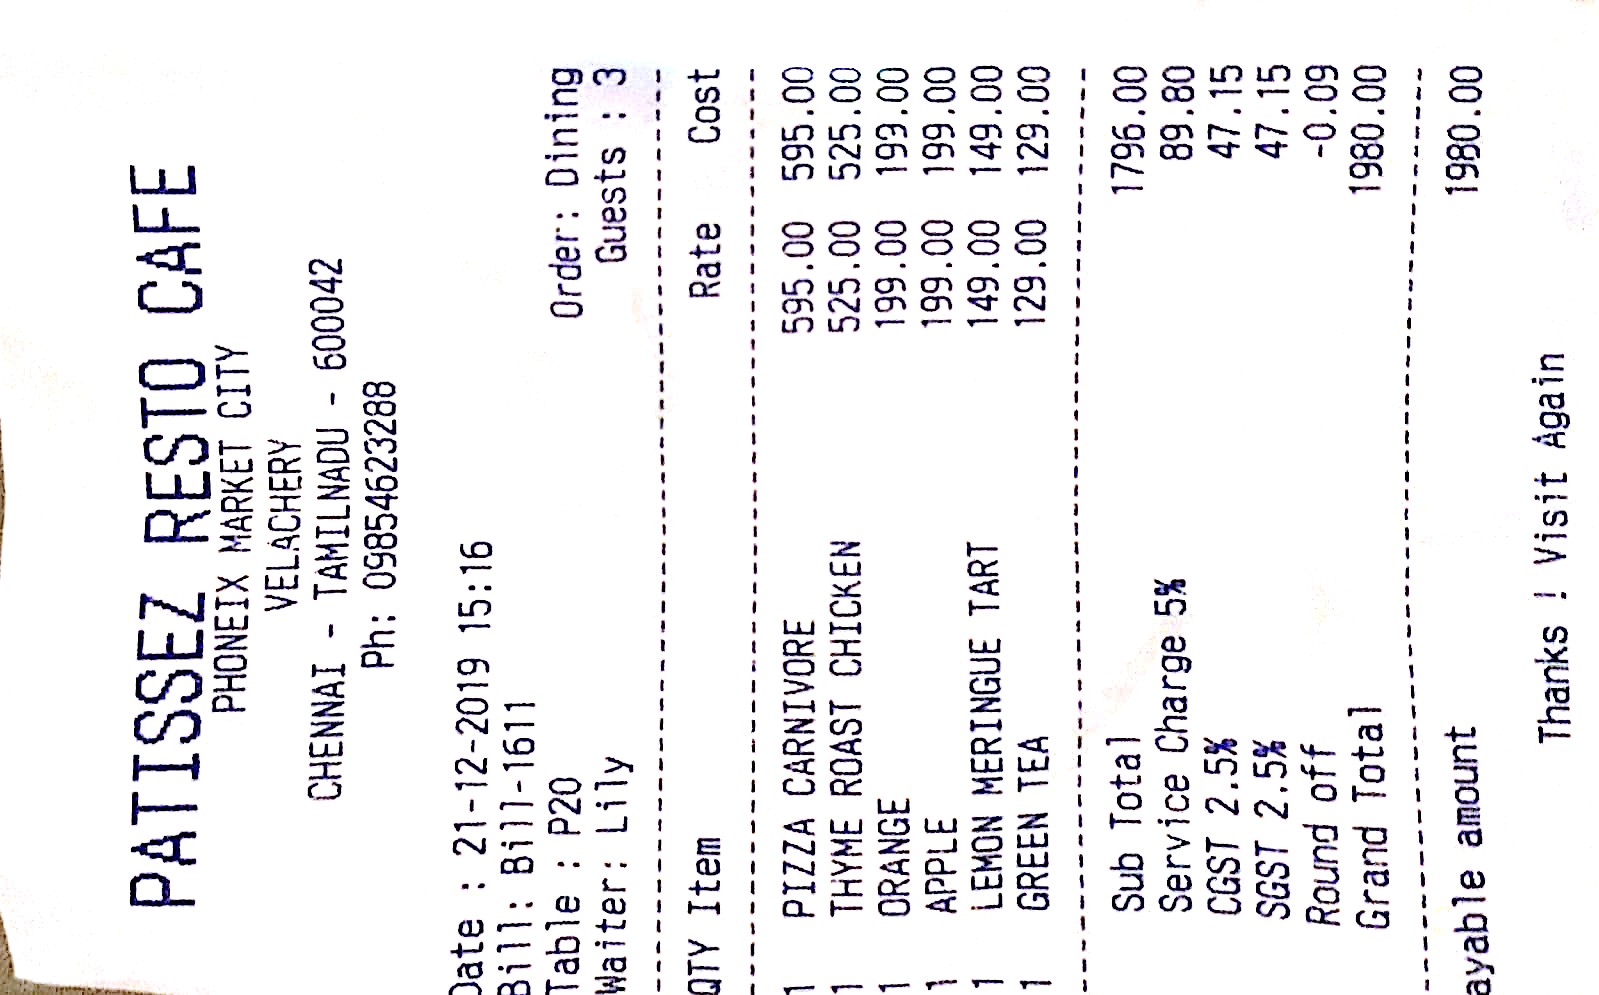 PATISSEZ RESTO CAFE
PHONEIX MARKET CITY
VELACHERY
CHENNAI - TAMILNADU - 600042
Ph: 09854623288
Date : 21-12-2019 15:16
Bill: Bill-1611 Order: Dining
Table : P20 Guests : 3
Waiter: Lily
QTY Item Rate Cost
1 PIZZA CARNIVORE 595.00 595.00
1 THYME ROAST CHICKEN 525.00 525.00
1 ORANGE 199.00 199.00
1 APPLE 199.00 199.00
1 LEMON MERINGUE TART 149.00 149.00
1 GREEN TEA 129.00 129.00
Sub Total 1796.00
Service Charge 5% 89.80
CGST 2.5% 47.15
SGST 2.5% 47.15
Round off -0.09
Grand Total 1980.00
ayable amount 1980.00
Thanks ! Visit Again